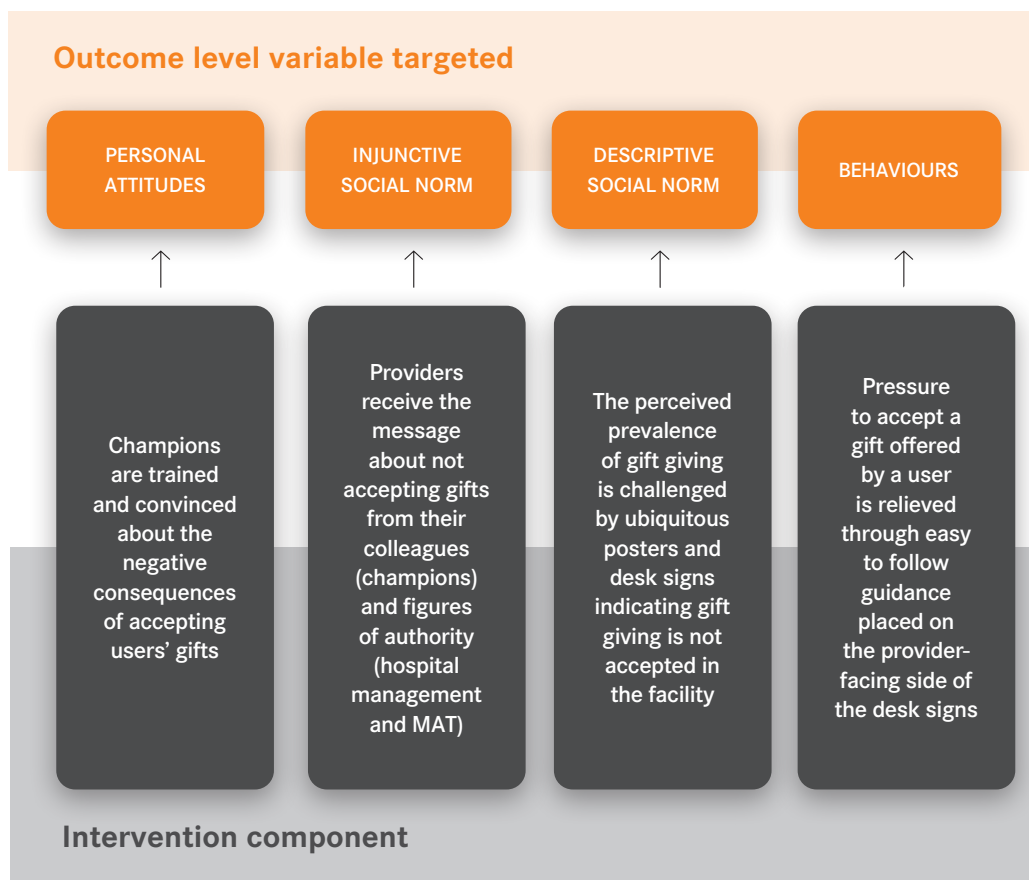 Outcome level variable targeted
PERSONAL
ATTITUDES
INJUNCTIVE
SOCIAL NORM
DESCRIPTIVE
SOCIAL NORM
BEHAVIOURS
Champions
are trained
and convinced
about the
negative
consequences
of accepting
users’ gifts
Providers
receive the
message
about not
accepting gifts
from their
colleagues
(champions)
and figures
of authority
(hospital
management
and MAT)
The perceived
prevalence
of gift giving
is challenged
by ubiquitous
posters and
desk signs
indicating gift
giving is not
accepted in
the facility
Pressure
to accept a
gift offered
by a user
is relieved
through easy
to follow
guidance
placed on
the provider-
facing side of
the desk signs
Intervention component